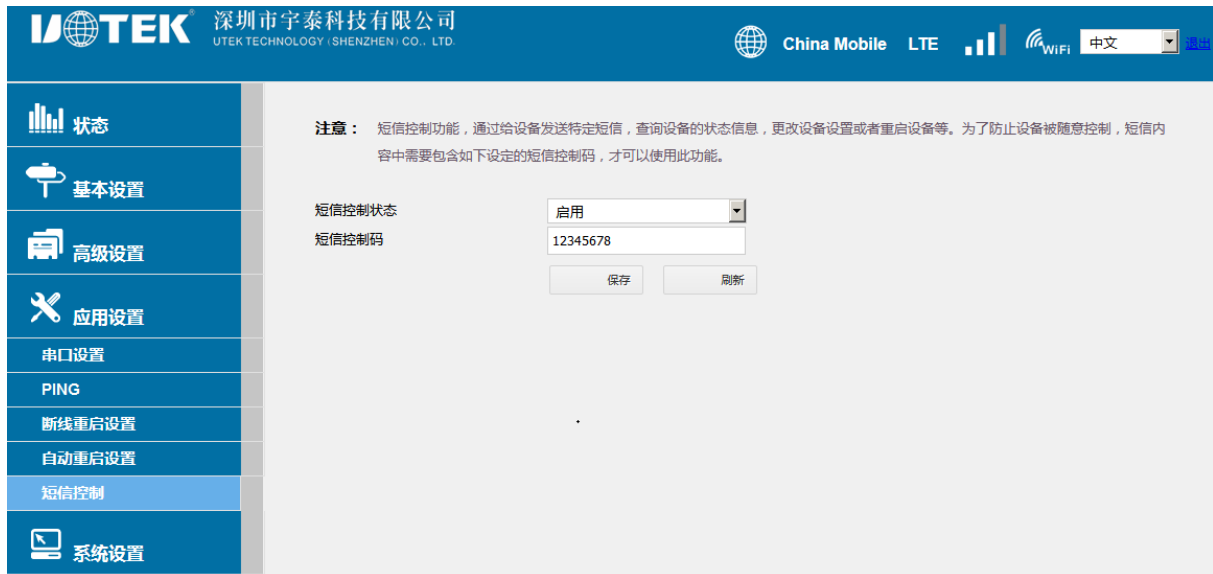 UOTEK® 深圳市宇泰科技有限公司
UTEK TECHNOLOGY (SHENZHEN) CO., LTD.
China Mobile LTE WiFi 中文 退出
状态
基本设置
高级设置
应用设置
串口设置
PING
断线重启设置
自动重启设置
短信控制
系统设置
注意： 短信控制功能，通过给设备发送特定短信，查询设备的状态信息，更改设备设置或者重启设备等。为了防止设备被随意控制，短信内
容中需要包含如下设定的短信控制码，才可以使用此功能。
短信控制状态 启用
短信控制码 12345678
保存 刷新